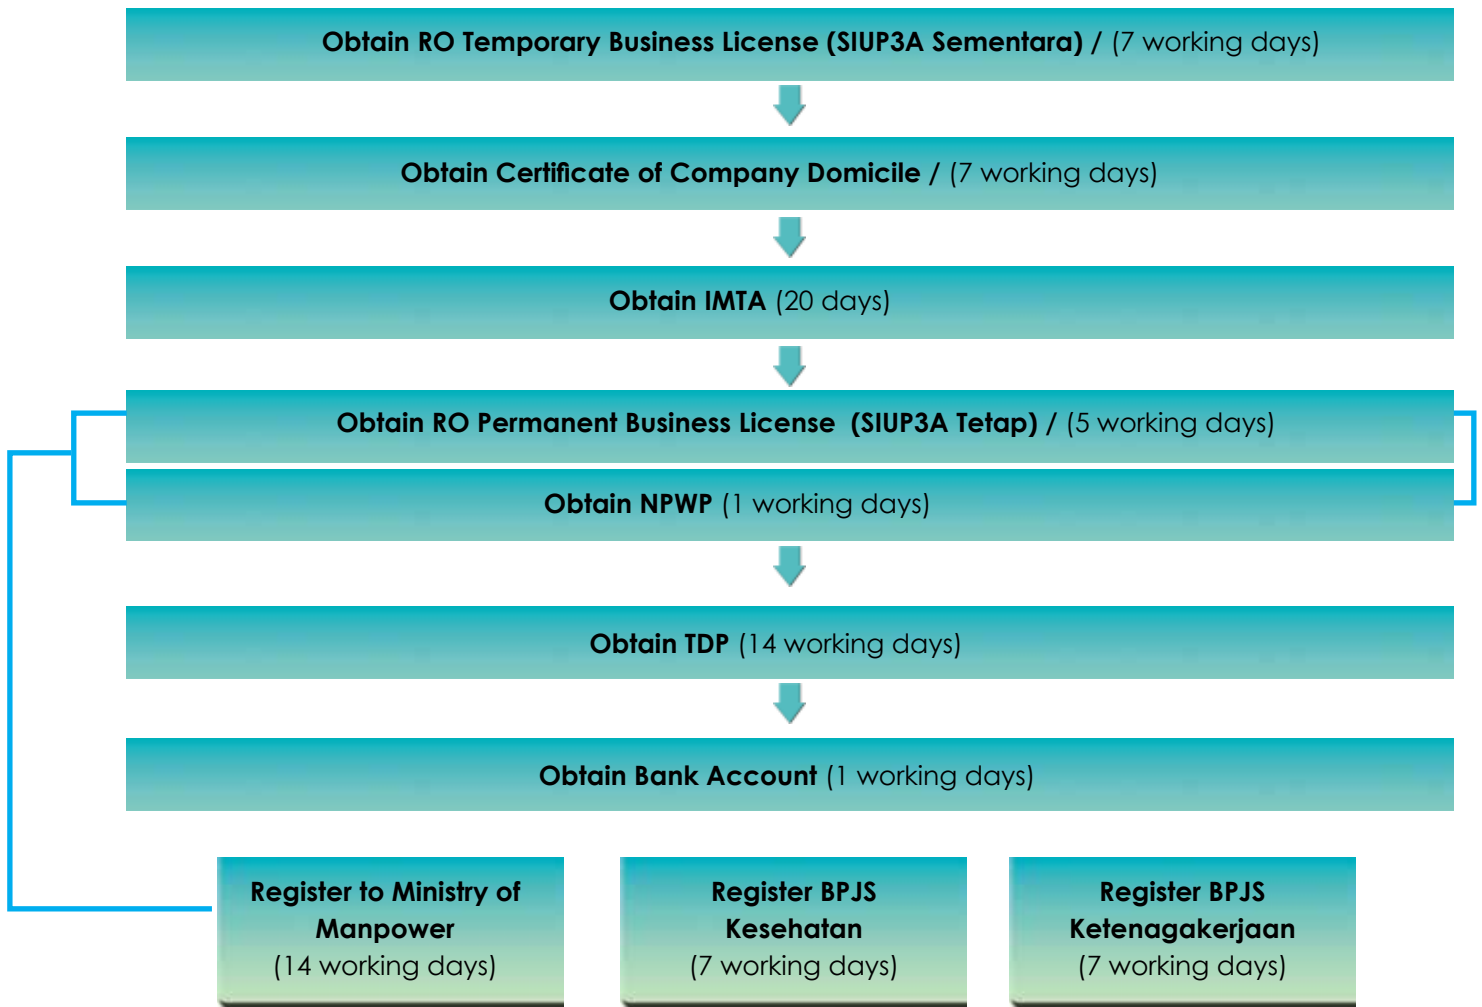 Obtain RO Temporary Business License (SIUP3A Sementara) / (7 working days)
Obtain Certificate of Company Domicile / (7 working days)
Obtain IMTA (20 days)
Obtain RO Permanent Business License (SIUP3A Tetap) / (5 working days)
Obtain NPWP (1 working days)
Obtain TDP (14 working days)
Obtain Bank Account (1 working days)
Register to Ministry of
Manpower
(14 working days)
Register BPJS
Kesehatan
(7 working days)
Register BPJS
Ketenagakerjaan
(7 working days)